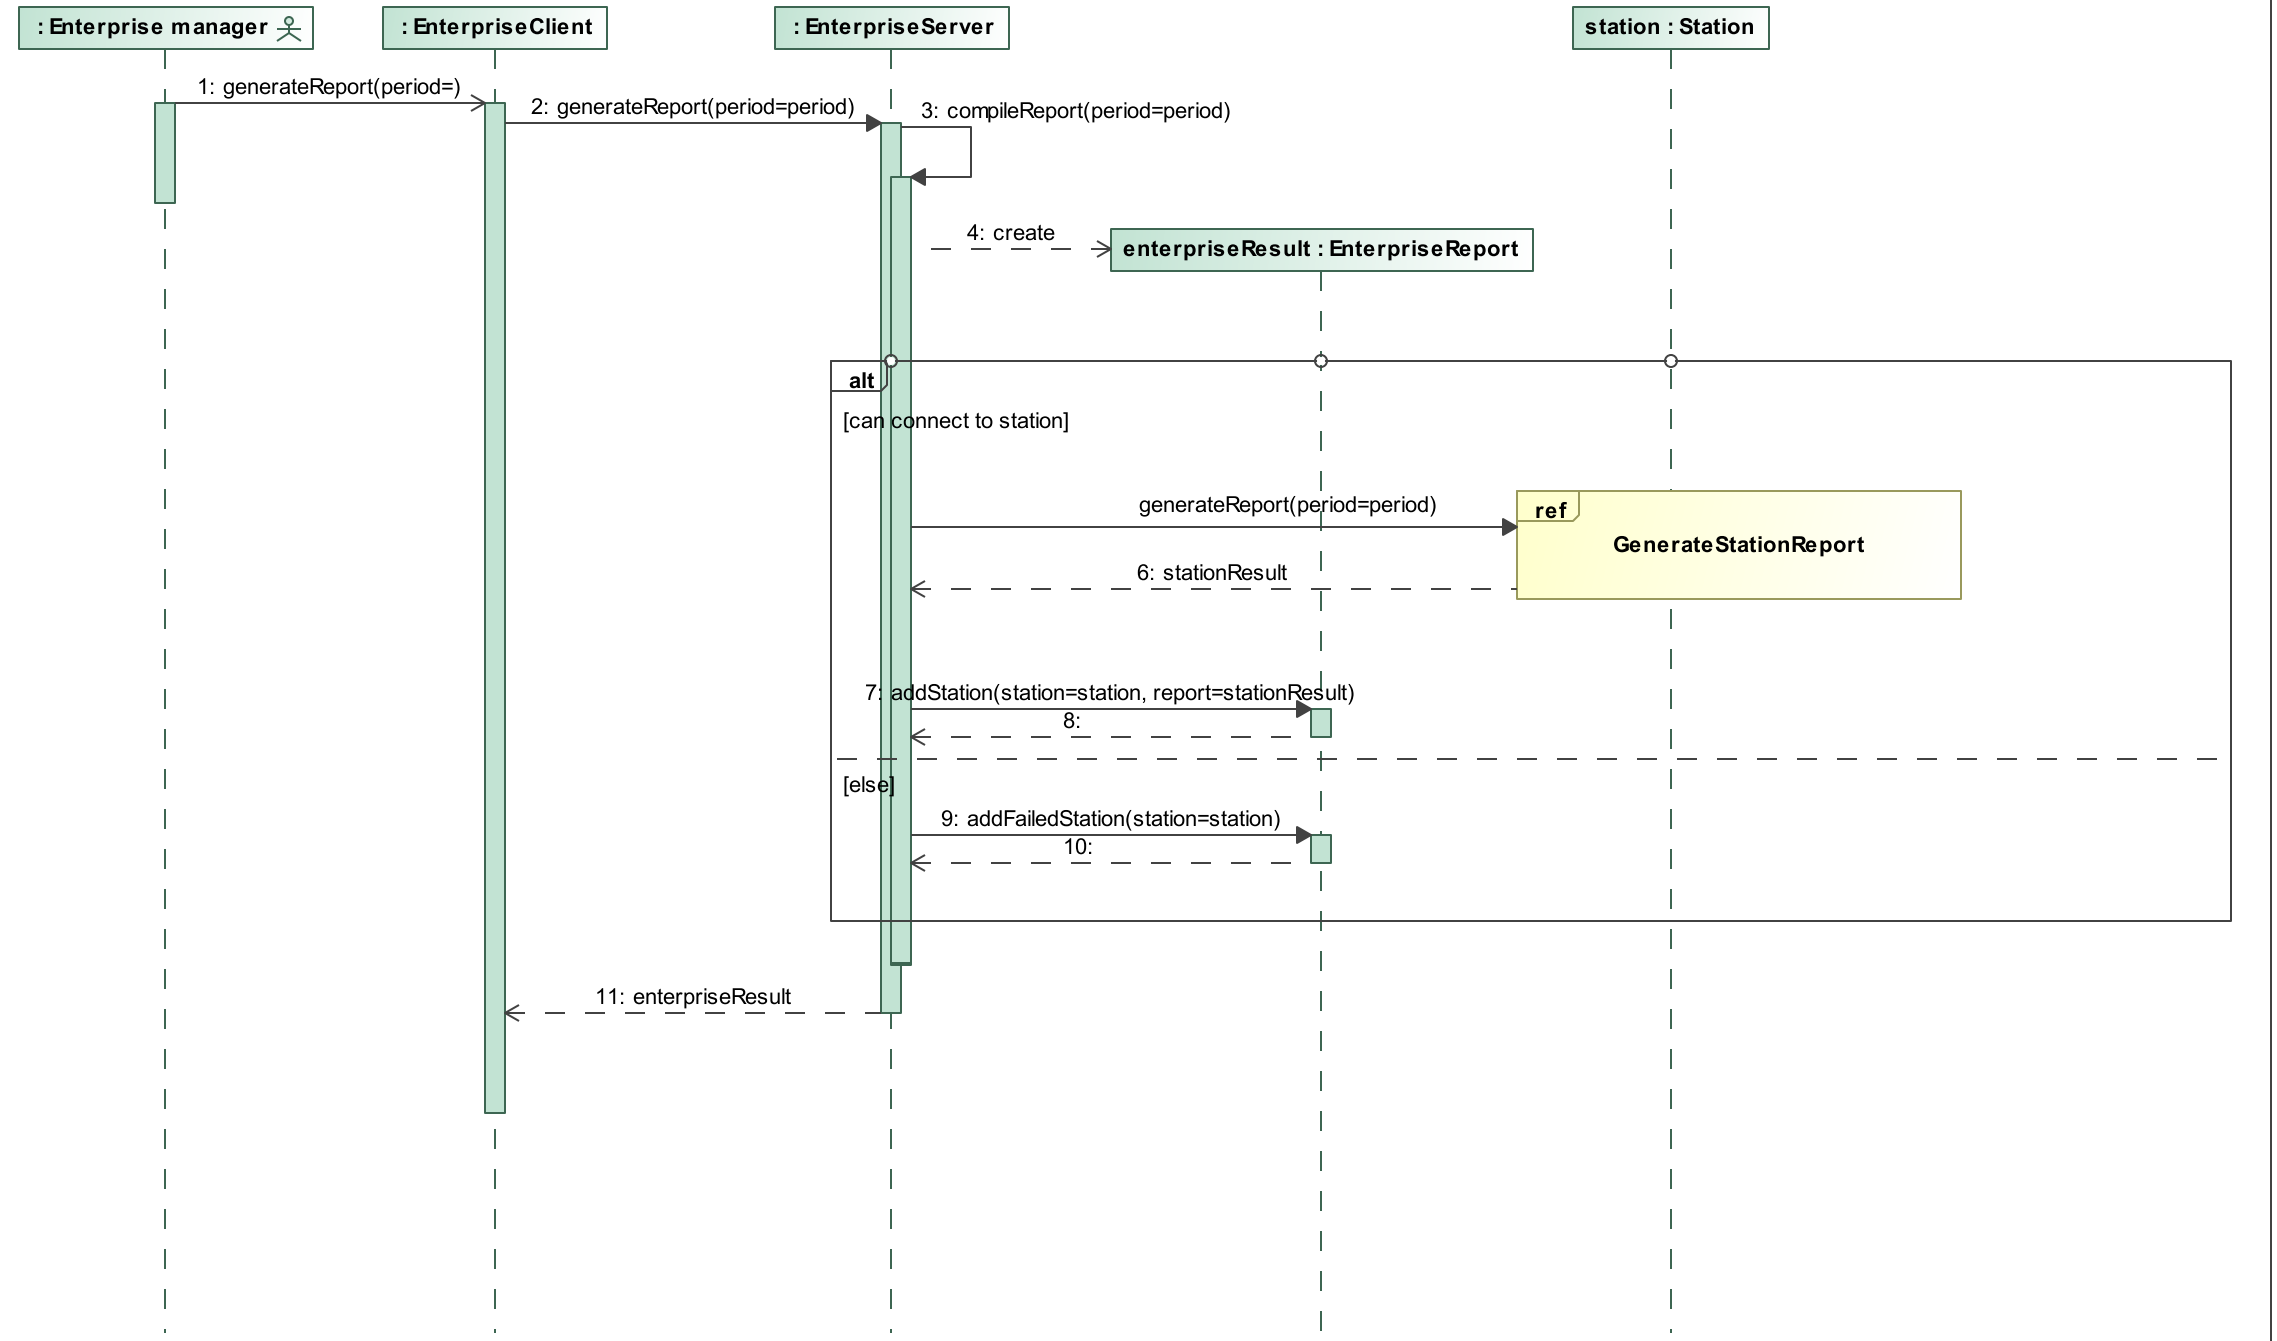 : Enterprise manager
: EnterpriseClient
: EnterpriseServer
station : Station
1: generateReport(period=)
2: generateReport(period=period)
3: compileReport(period=period)
4: create
enterpriseResult : EnterpriseReport
alt
[can connect to station]
generateReport(period=period)
ref
GenerateStationReport
6: stationResult
7: addStation(station=station, report=stationResult)
8:
[else]
9: addFailedStation(station=station)
10:
11: enterpriseResult